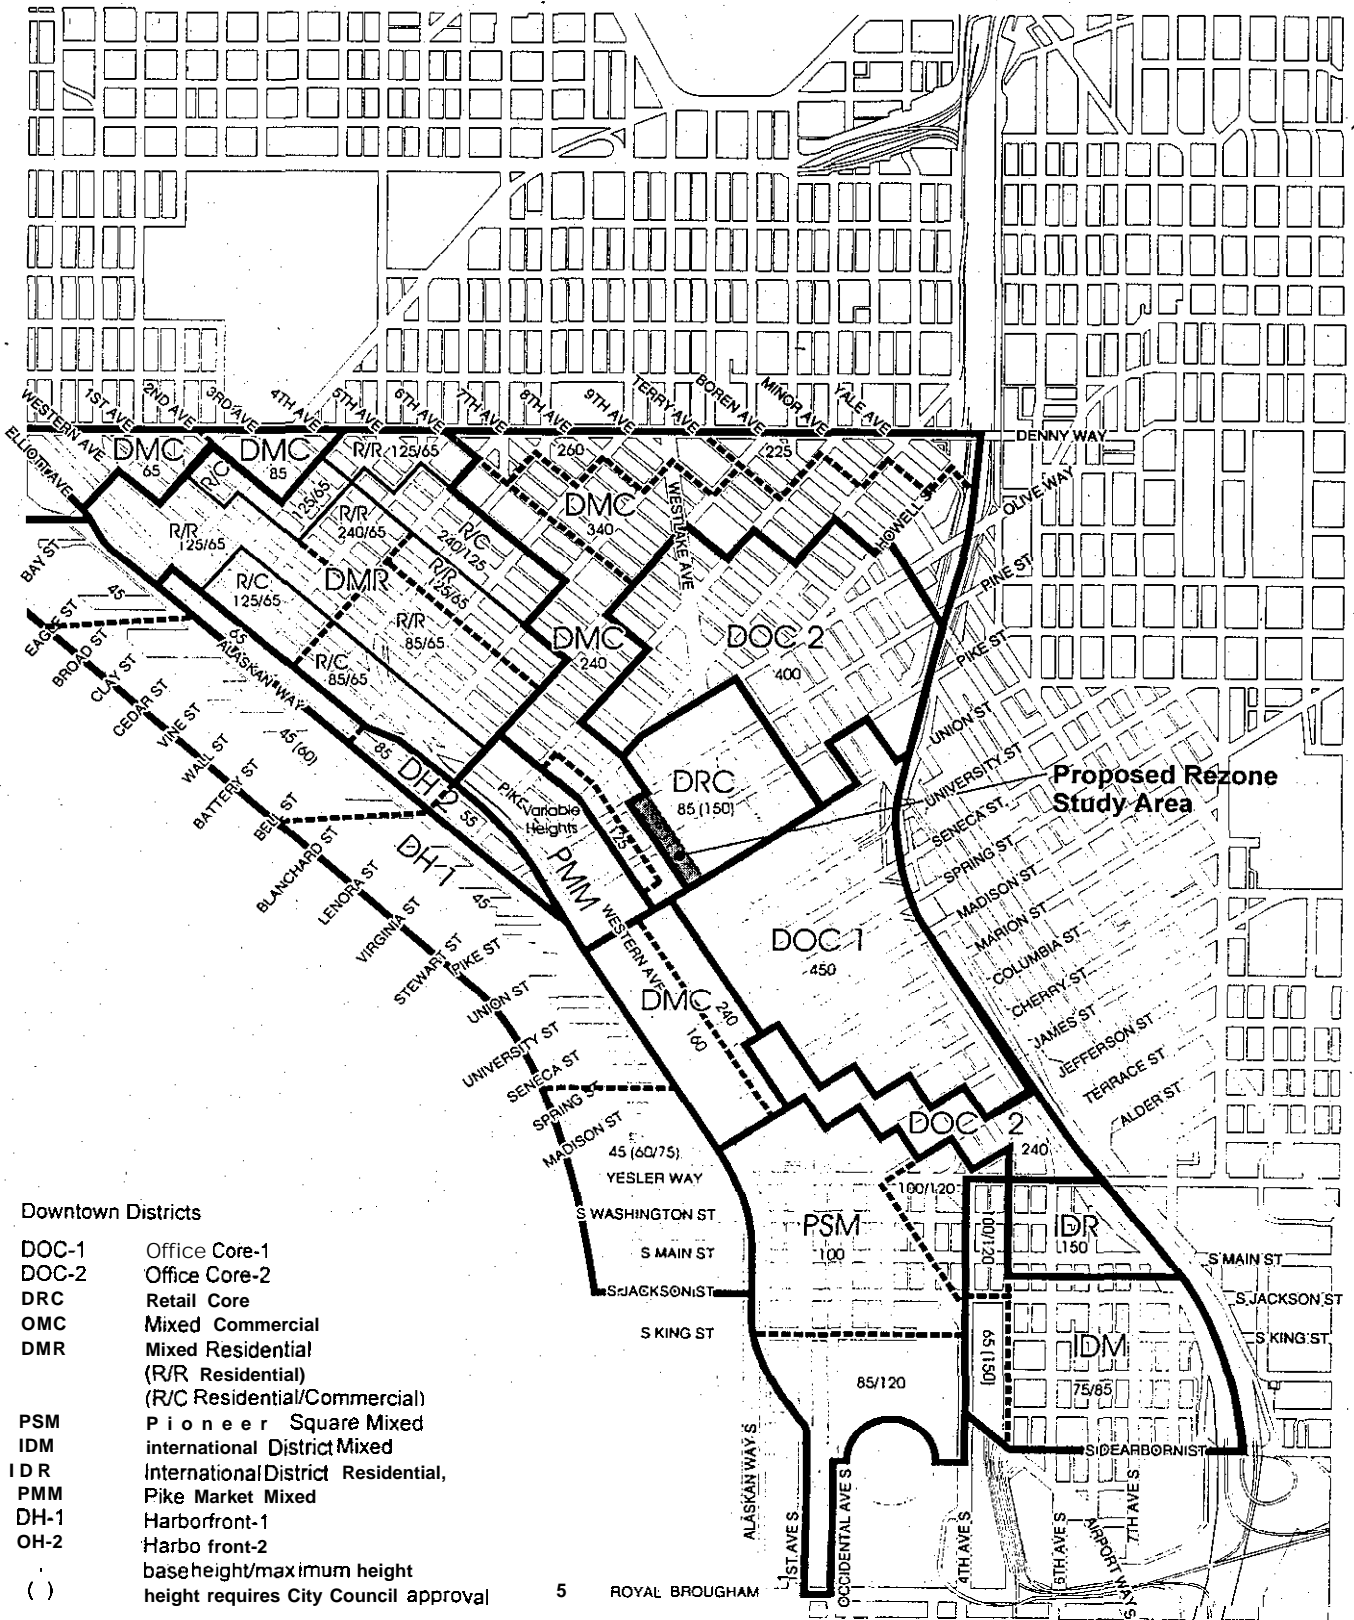 WESTERN AVE
1ST AVE
2ND AVE
3RD AVE
4TH AVE
5TH AVE
6TH AVE
7TH AVE
8TH AVE
9TH AVE
TERRY AVE
BOREN AVE
MINOR AVE
YALE AVE
DENNY WAY
ELLIOTT AVE
DMC
65
DMC
85
R/R 125/65
260
225
R/C
125/65
R/R
240/65
R/C
240/125
DMC
340
WESTLAKE AVE
HOWELL ST
OLIVE WAY
R/R
125/65
R/R
125/65
BAY ST
45
R/C
125/65
DMR
R/R
85/65
PINE ST
DMC
240
DOC 2
400
EAGLE ST
BROAD ST
CLAY ST
CEDAR ST
VINE ST
WALL ST
BATTERY ST
BELL ST
BLANCHARD ST
LENORA ST
VIRGINIA ST
STEWART ST
PIKE ST
UNION ST
UNIVERSITY ST
SENECA ST
SPRING ST
MADISON ST
65
ALASKAN WAY
R/C
85/65
PIKE ST
45 (60)
85
DH 2
55
DH-1
45
UNION ST
UNIVERSITY ST
SENECA ST
SPRING ST
MADISON ST
MARION ST
COLUMBIA ST
CHERRY ST
JAMES ST
JEFFERSON ST
TERRACE ST
ALDER ST
Proposed Rezone
Study Area
DRC
85 (150)
PIKE
Variable
Heights
125
PMM
WESTERN AVE
DOC 1
450
DMC
240
160
DOC 2
240
45 (60/75)
YESLER WAY
S WASHINGTON ST
S MAIN ST
S JACKSON ST
S KING ST
PSM
100
100/120
100/120
IDR
150
S MAIN ST
S JACKSON ST
S KING ST
65 (150)
IDM
75/85
85/120
S DEARBORN ST
ALASKAN WAY S
1ST AVE S
OCCIDENTAL AVE S
4TH AVE S
6TH AVE S
AIRPORT WAY S
7TH AVE S
Downtown Districts
DOC-1 Office Core-1
DOC-2 Office Core-2
DRC Retail Core
OMC Mixed Commercial
DMR Mixed Residential
(R/R Residential)
(R/C Residential/Commercial)
PSM Pioneer Square Mixed
IDM international District Mixed
IDR International District Residential,
PMM Pike Market Mixed
DH-1 Harborfront-1
OH-2 Harbo front-2
base height/maximum height
( ) height requires City Council approval
5 ROYAL BROUGHAM